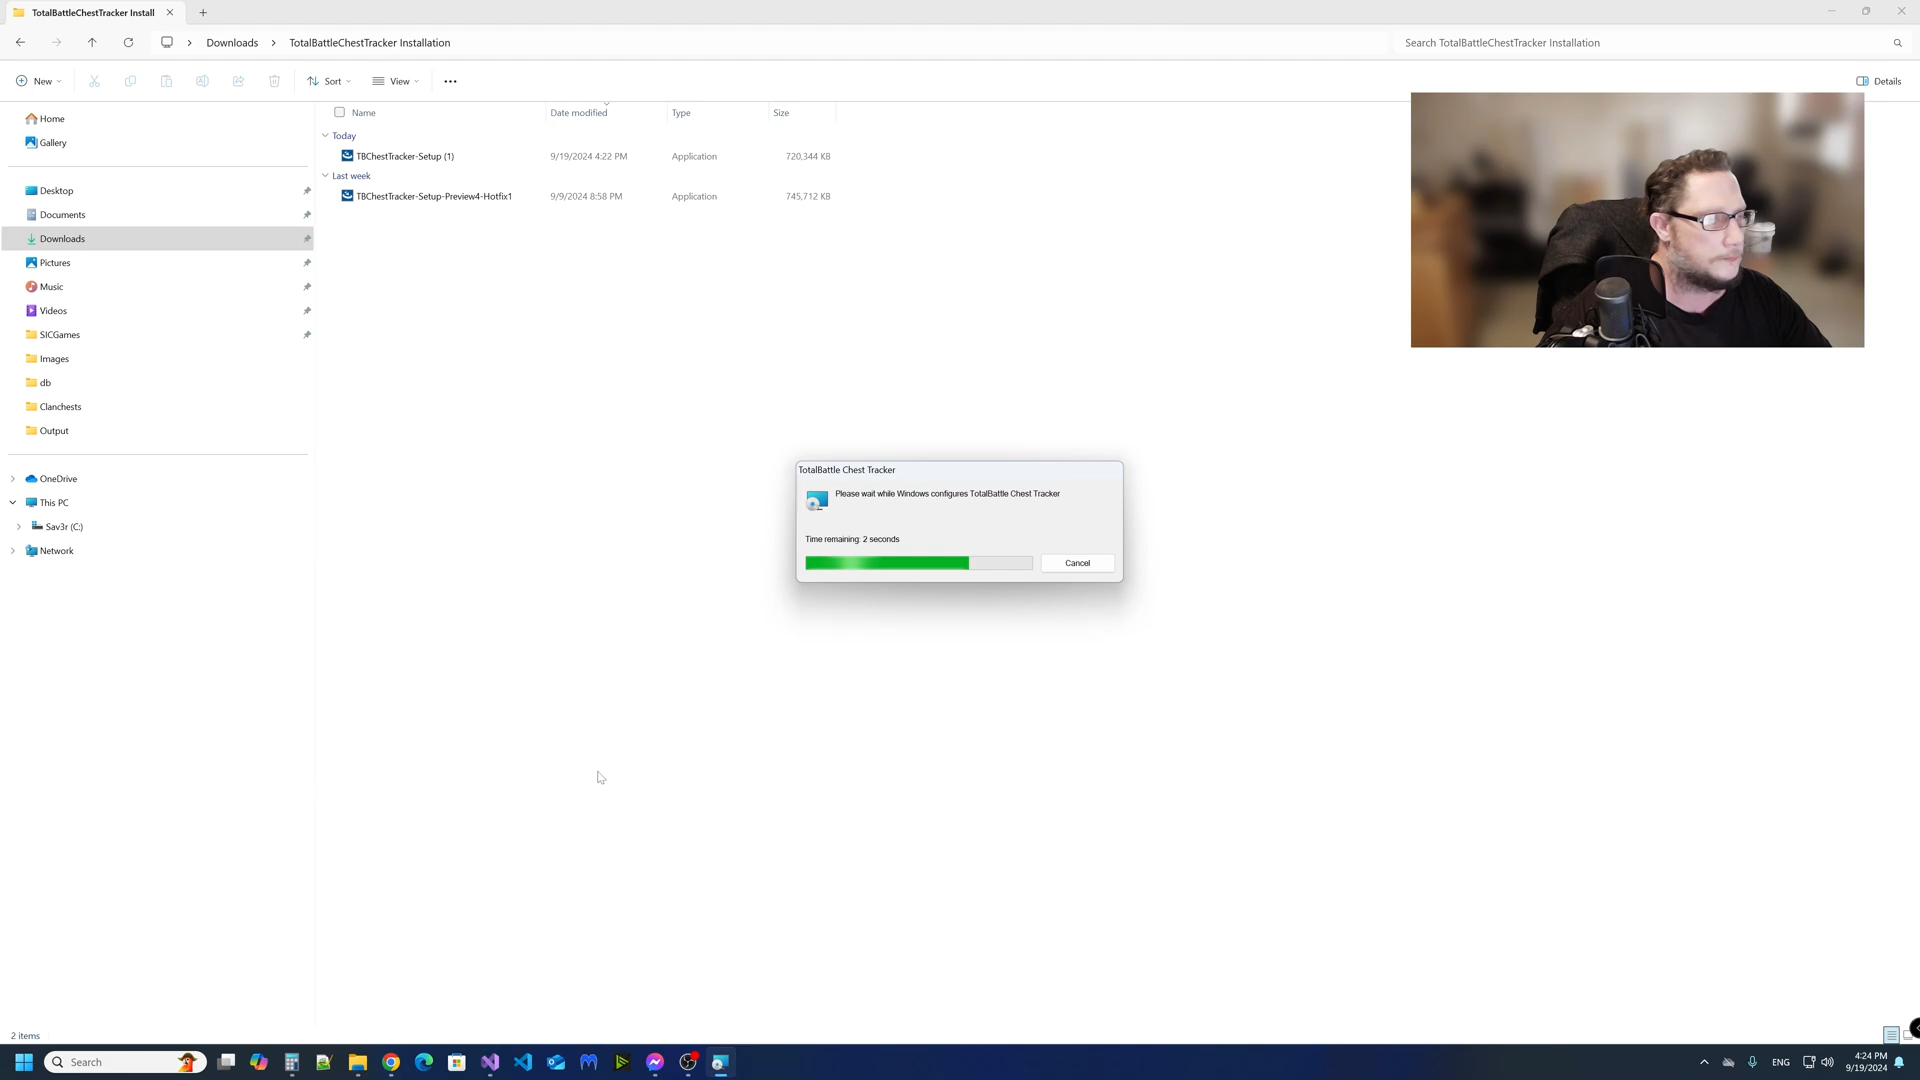 TotalBattleChestTracker Install
Downloads
TotalBattleChestTracker Installation
Search TotalBattleChestTracker Installation
New
Sort
View
Details
Name
Date modified
Type
Size
Today
TBChestTracker-Setup (1)
9/19/2024 4:22 PM
Application
720,344 KB
Last week
TBChestTracker-Setup-Preview4-Hotfix1
9/9/2024 8:58 PM
Application
745,712 KB
Home
Gallery
Desktop
Documents
Downloads
Pictures
Music
Videos
SICGames
Images
db
Clanchests
Output
OneDrive
This PC
Sav3r (C:)
Network
TotalBattle Chest Tracker
Please wait while Windows configures TotalBattle Chest Tracker
Time remaining: 2 seconds
Cancel
2 items
Search
ENG
4:24 PM
9/19/2024